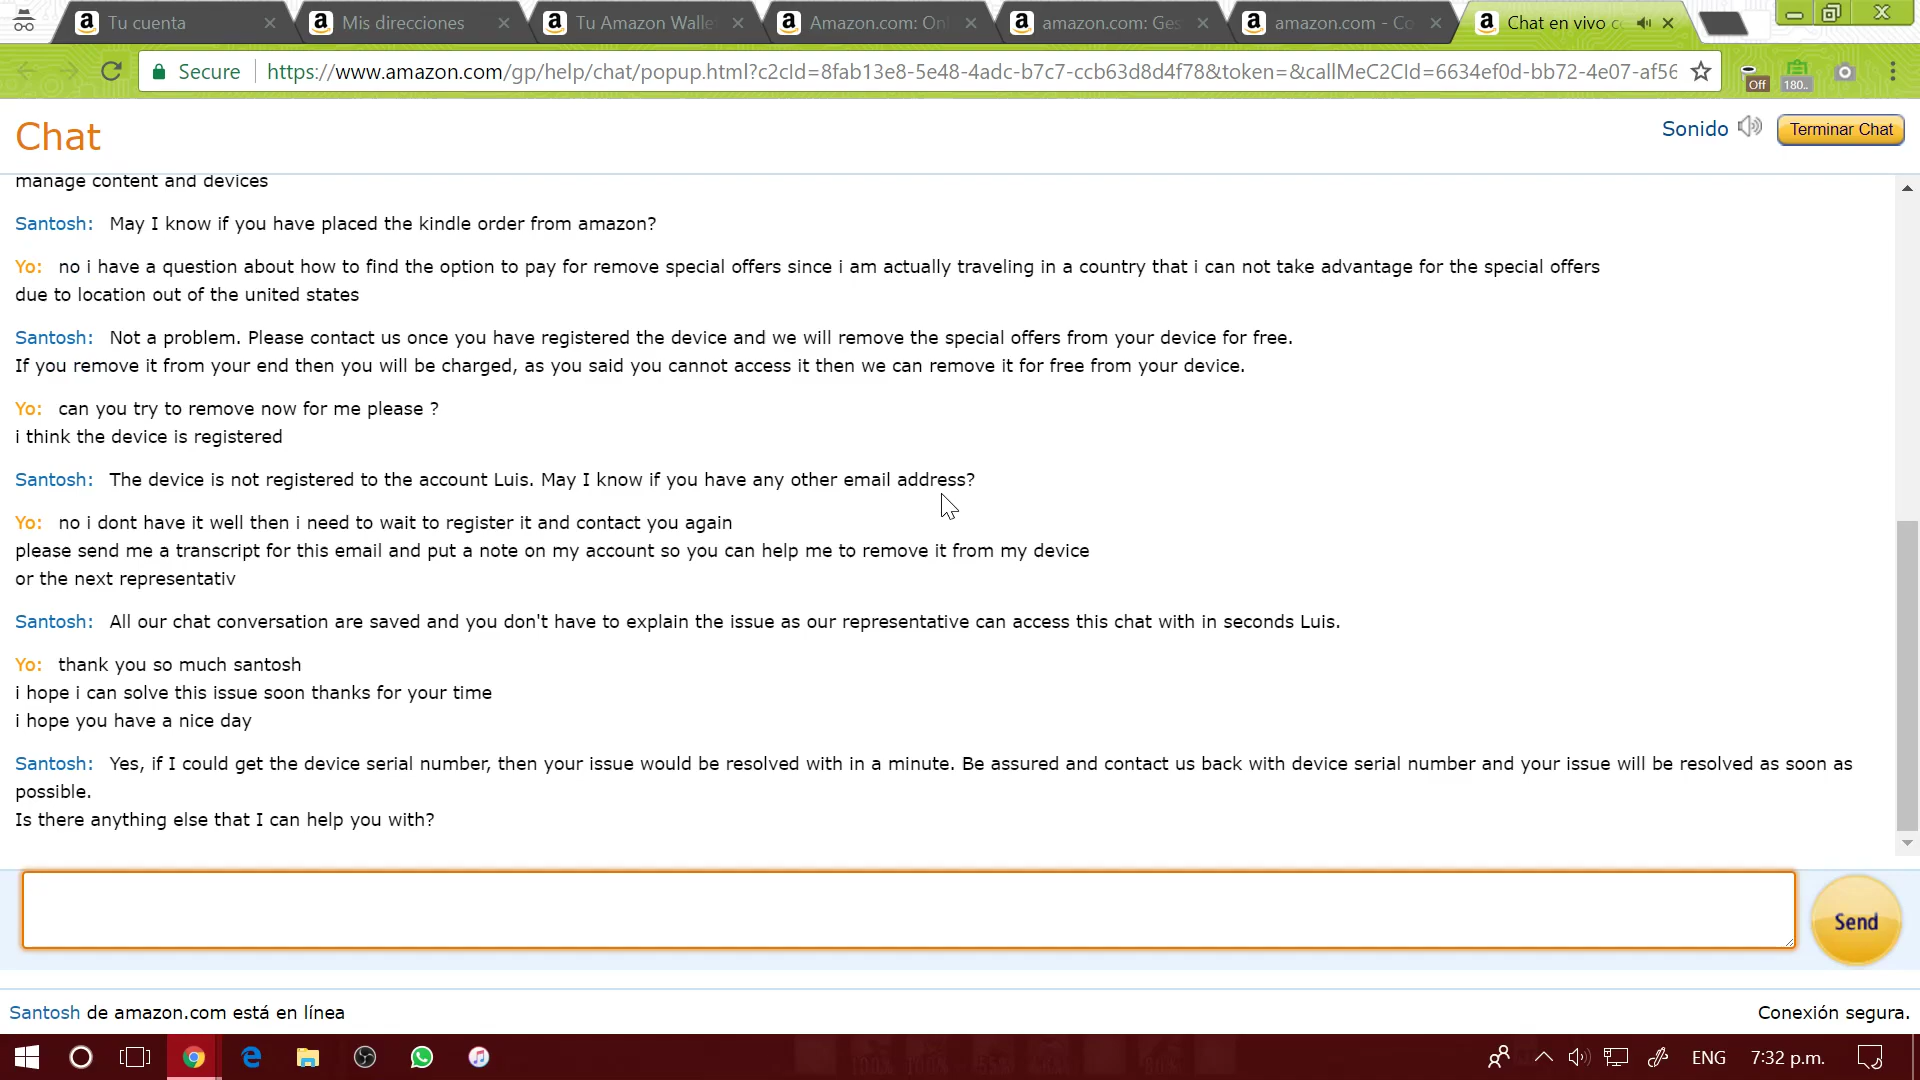 Tu cuenta
Mis direcciones
Tu Amazon Walle
Amazon.com: Onl
amazon.com: Ges
amazon.com - Co
Chat en vivo c
Secure
https://www.amazon.com/gp/help/chat/popup.html?c2cId=8fab13e8-5e48-4adc-b7c7-ccb63d8d4f78&token=&callMeC2CId=6634ef0d-bb72-4e07-af56
Off
180..
Chat
Sonido
Terminar Chat
manage content and devices
Santosh: May I know if you have placed the kindle order from amazon?
Yo: no i have a question about how to find the option to pay for remove special offers since i am actually traveling in a country that i can not take advantage for the special offers
due to location out of the united states
Santosh: Not a problem. Please contact us once you have registered the device and we will remove the special offers from your device for free.
If you remove it from your end then you will be charged, as you said you cannot access it then we can remove it for free from your device.
Yo: can you try to remove now for me please ?
i think the device is registered
Santosh: The device is not registered to the account Luis. May I know if you have any other email address?
Yo: no i dont have it well then i need to wait to register it and contact you again
please send me a transcript for this email and put a note on my account so you can help me to remove it from my device
or the next representativ
Santosh: All our chat conversation are saved and you don't have to explain the issue as our representative can access this chat with in seconds Luis.
Yo: thank you so much santosh
i hope i can solve this issue soon thanks for your time
i hope you have a nice day
Santosh: Yes, if I could get the device serial number, then your issue would be resolved with in a minute. Be assured and contact us back with device serial number and your issue will be resolved as soon as
possible.
Is there anything else that I can help you with?
Send
Santosh de amazon.com está en línea
Conexión segura.
ENG
7:32 p.m.